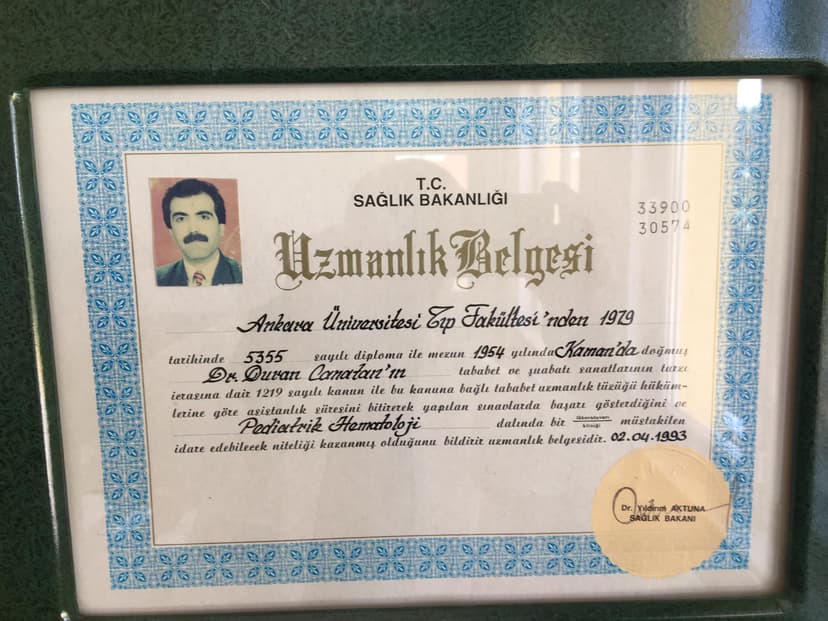 T.C.
SAĞLIK BAKANLIĞI
33900
30574
Uzmanlık Belgesi
Ankara Üniversitesi Tıp Fakültesi'nden 1979
tarihinde 5355 sayılı diploma ile mezun 1954 yılında Kaman'da doğmuş
Dr. Duran Canatan'ın tababet ve şuabatı sanatlarının tarzı
icrasına dair 1219 sayılı kanun ile bu kanuna bağlı tababet uzmanlık tüzüğü hüküm-
lerine göre asistanlık süresini bitirerek yapılan sınavlarda başarı gösterdiğini ve
Pediatrik Hematoloji dalında bir lâboratuvarı kliniği müstakilen
idare edebilecek niteliği kazanmış olduğunu bildirir uzmanlık belgesidir. 02.04.1993
Dr. Yıldırım AKTUNA
SAĞLIK BAKANI